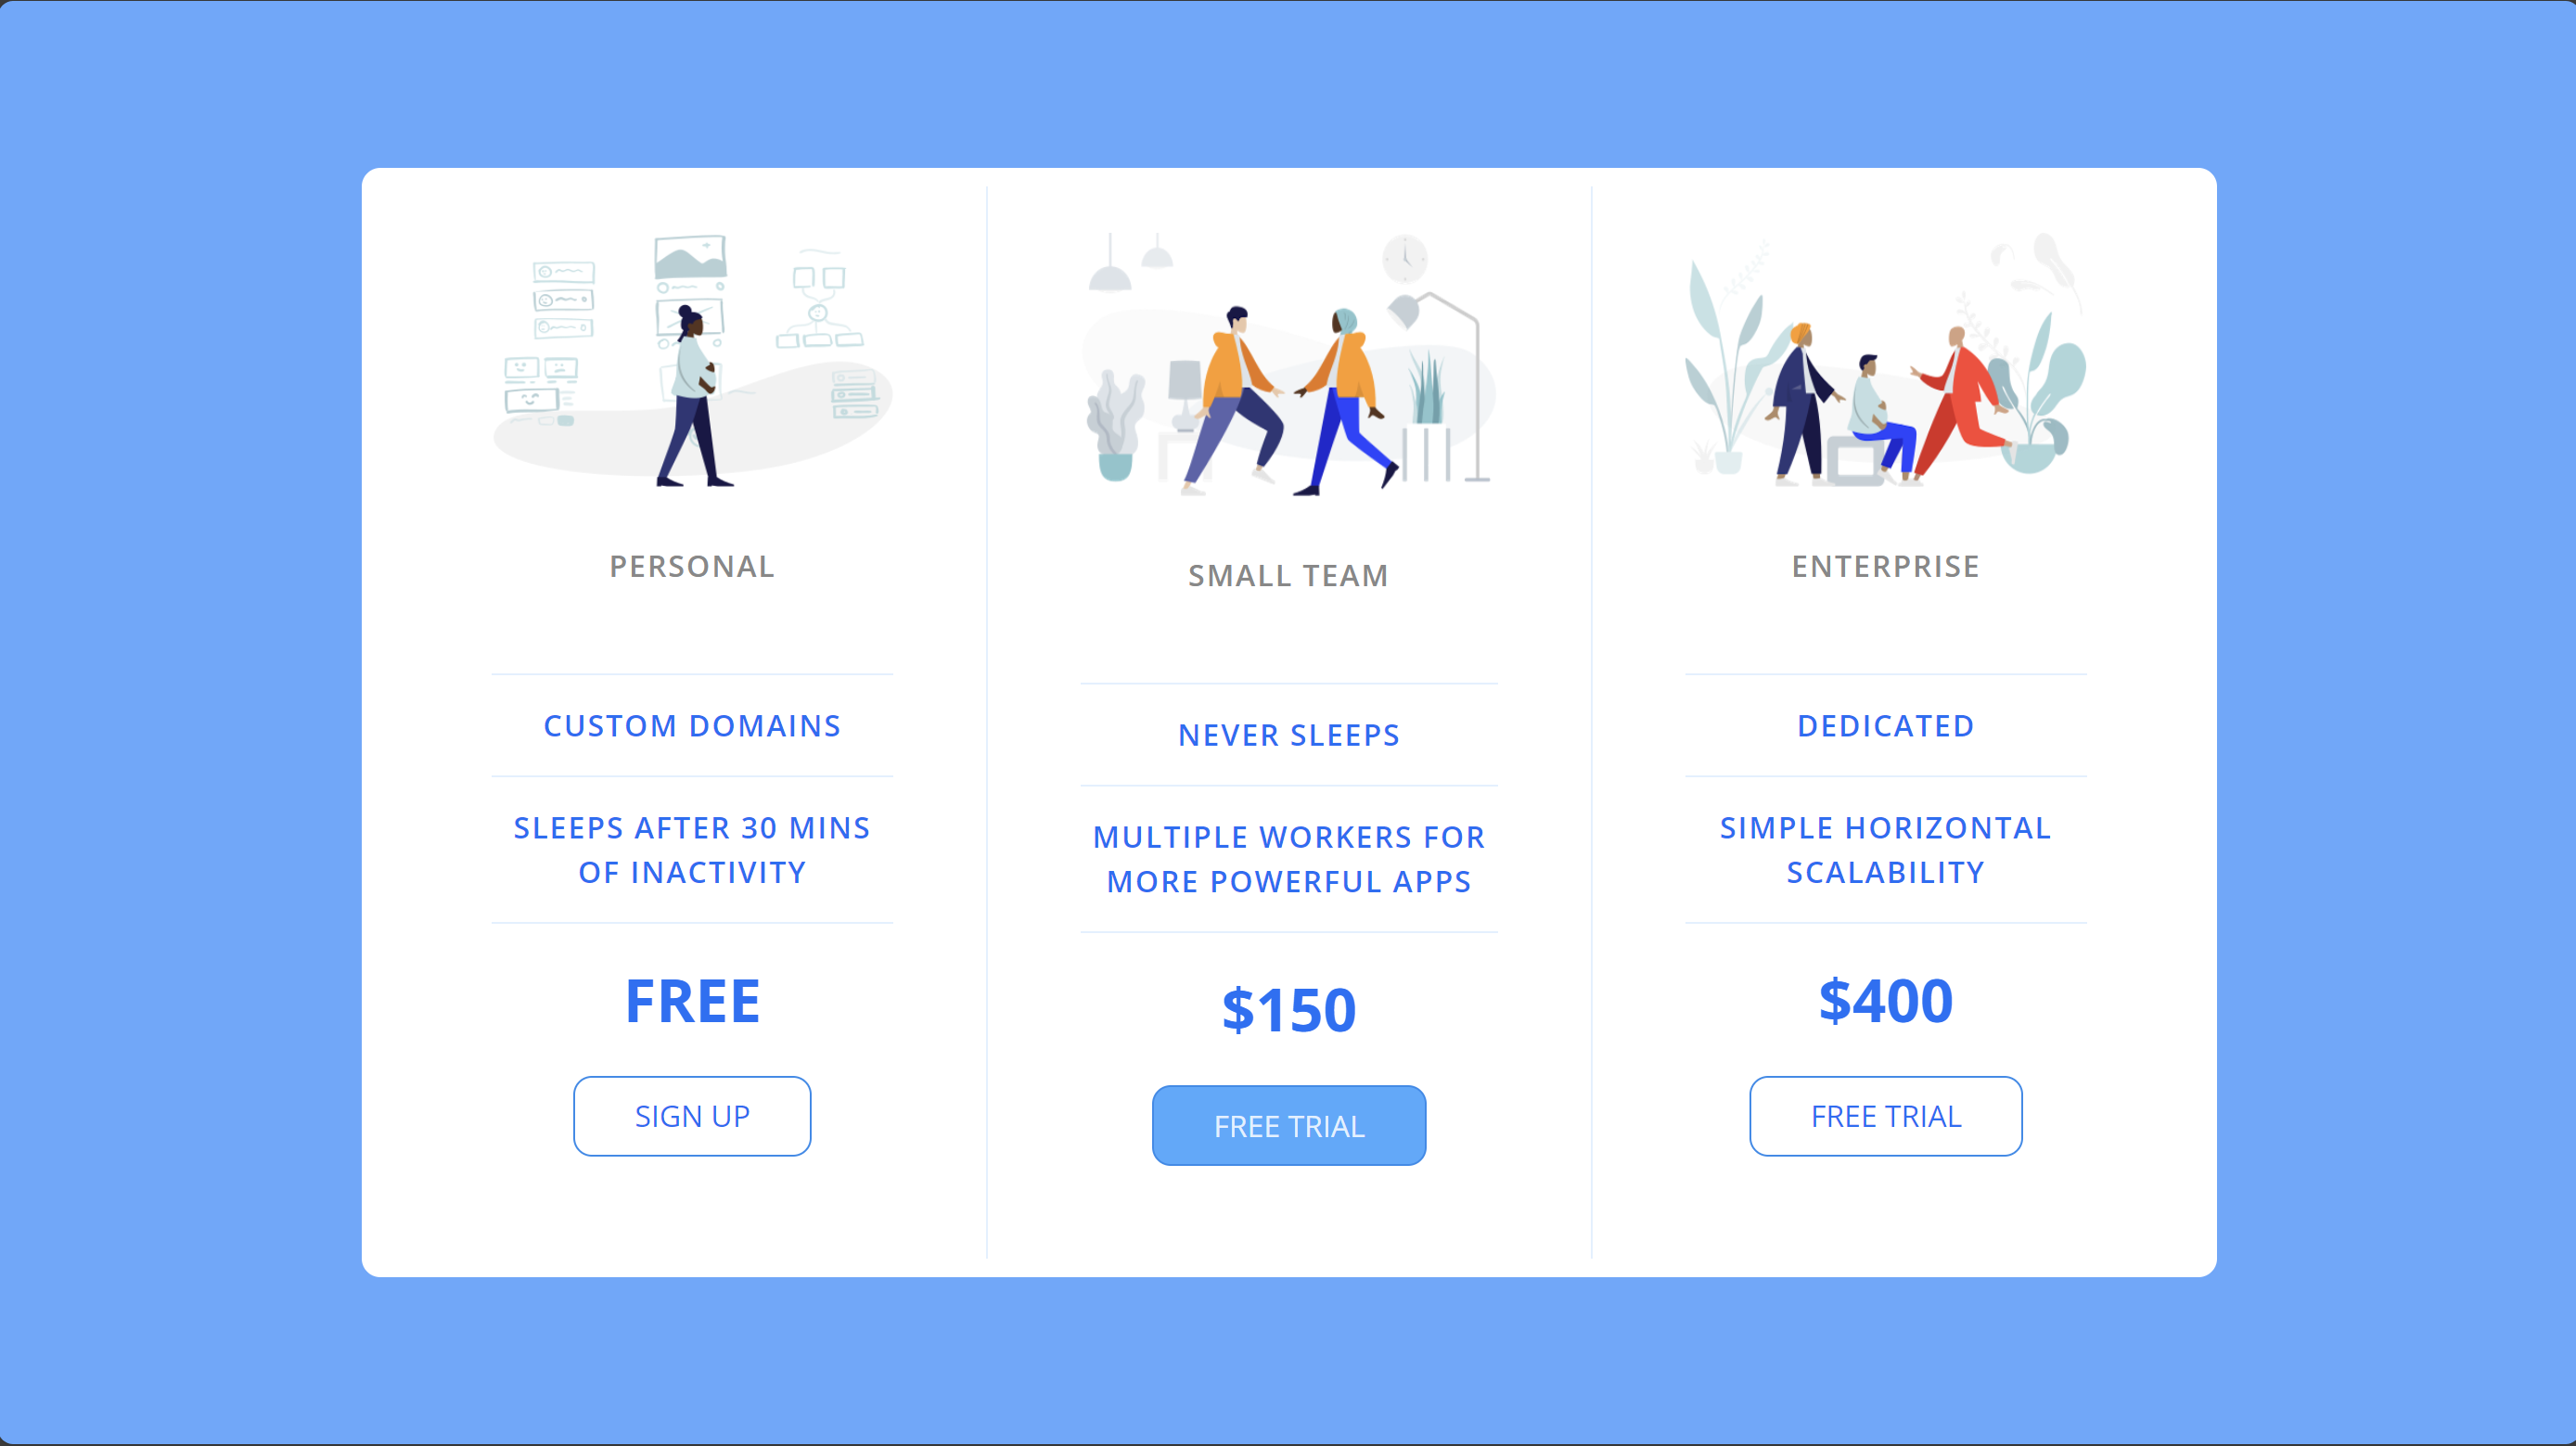 PERSONAL
CUSTOM DOMAINS
SLEEPS AFTER 30 MINS
OF INACTIVITY
FREE
SIGN UP
SMALL TEAM
NEVER SLEEPS
MULTIPLE WORKERS FOR
MORE POWERFUL APPS
$150
FREE TRIAL
ENTERPRISE
DEDICATED
SIMPLE HORIZONTAL
SCALABILITY
$400
FREE TRIAL